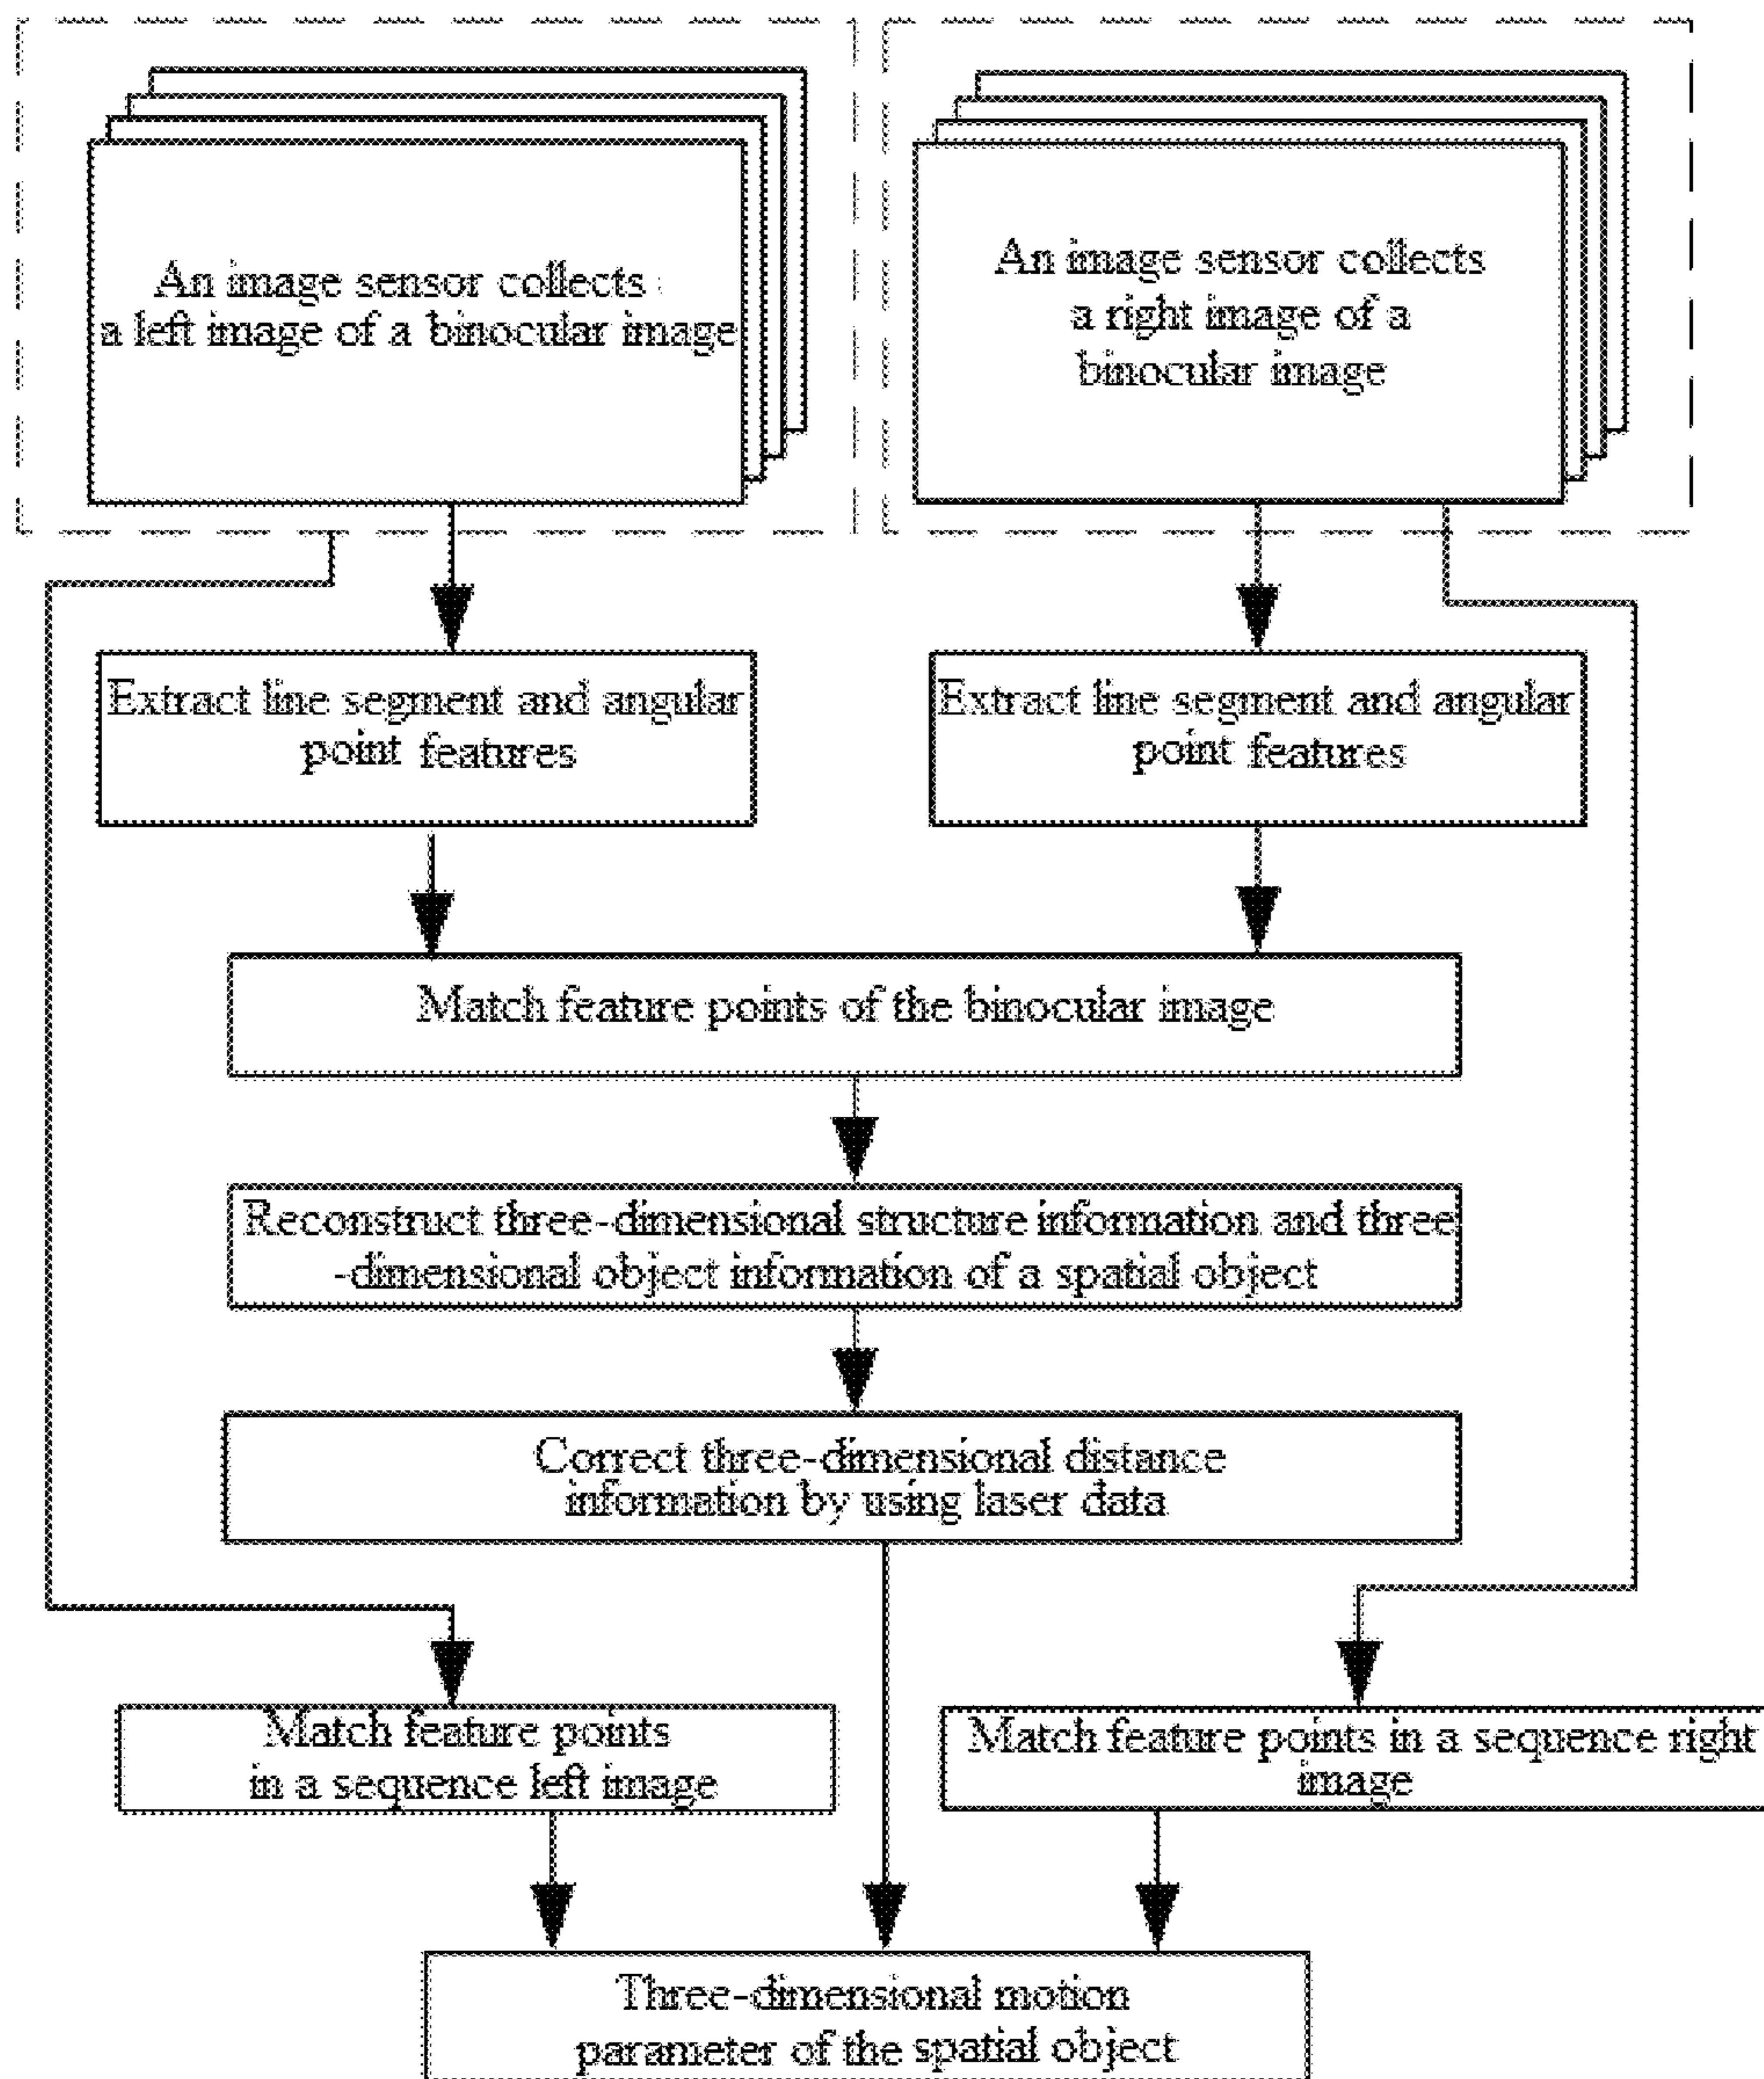 An image sensor collects
a left image of a binocular image
An image sensor collects
a right image of a
binocular image
Extract line segment and angular
point features
Extract line segment and angular
point features
Match feature points of the binocular image
Reconstruct three-dimensional structure information and three
-dimensional object information of a spatial object
Correct three-dimensional distance
information by using laser data
Match feature points
in a sequence left image
Match feature points in a sequence right
image
Three-dimensional motion
parameter of the spatial object